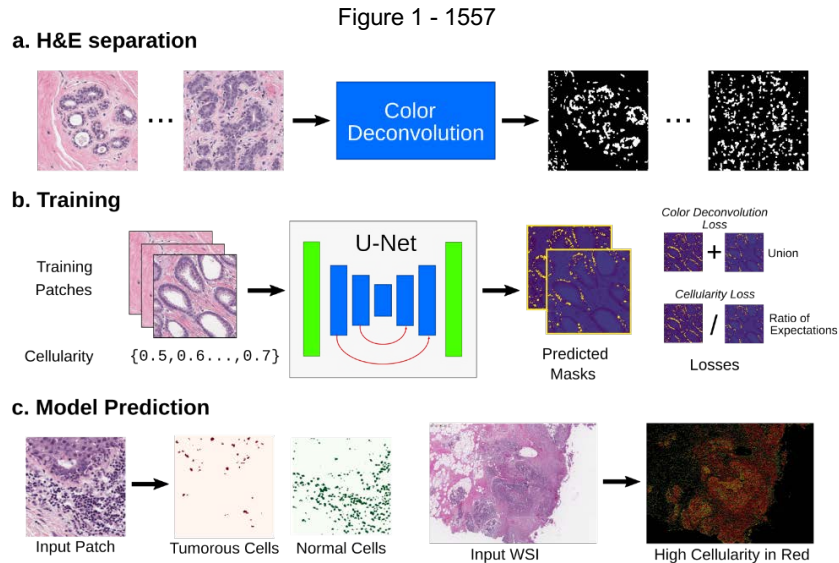 Figure 1 - 1557
a. H&E separation
...
Color
Deconvolution
...
b. Training
Training
Patches
Cellularity
{0.5,0.6...,0.7}
U-Net
Predicted
Masks
Color Deconvolution
Loss
+
Union
Cellularity Loss
/
Ratio of
Expectations
Losses
c. Model Prediction
Input Patch
Tumorous Cells
Normal Cells
Input WSI
High Cellularity in Red